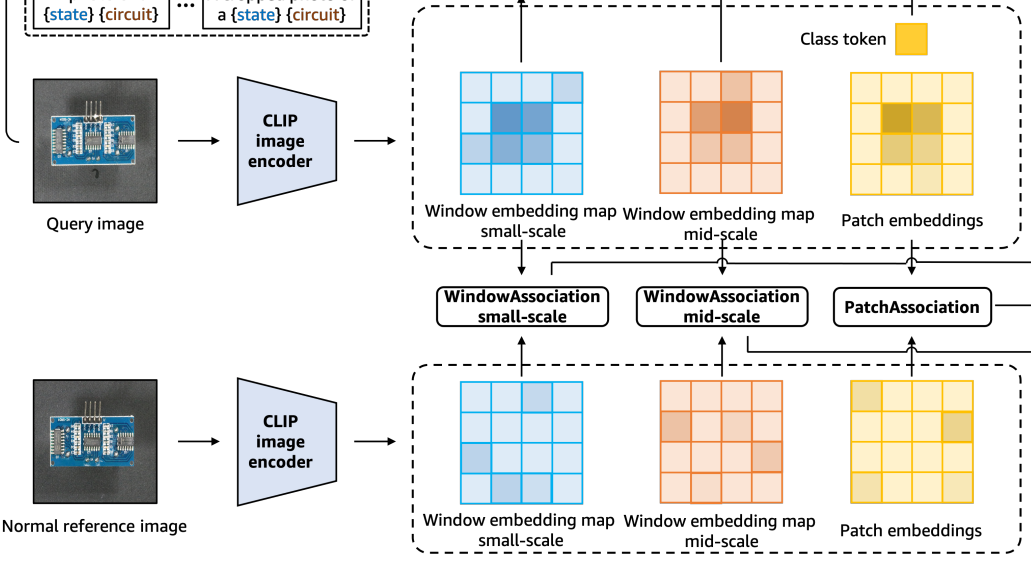 {state} {circuit}
...
a {state} {circuit}
Class token
CLIP
image
encoder
Query image
Window embedding map
small-scale
Window embedding map
mid-scale
Patch embeddings
WindowAssociation
small-scale
WindowAssociation
mid-scale
PatchAssociation
CLIP
image
encoder
Normal reference image
Window embedding map
small-scale
Window embedding map
mid-scale
Patch embeddings